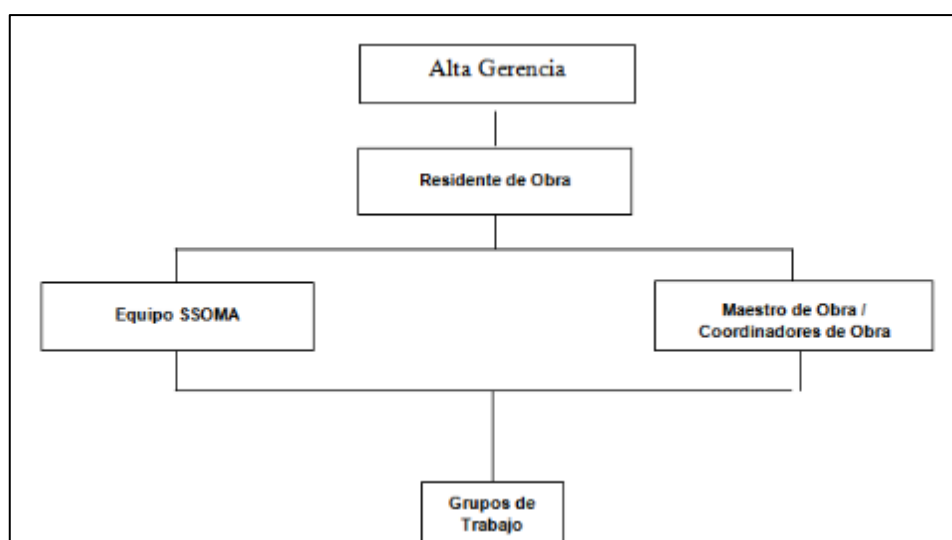 Alta Gerencia
Residente de Obra
Equipo SSOMA
Maestro de Obra /
Coordinadores de Obra
Grupos de
Trabajo